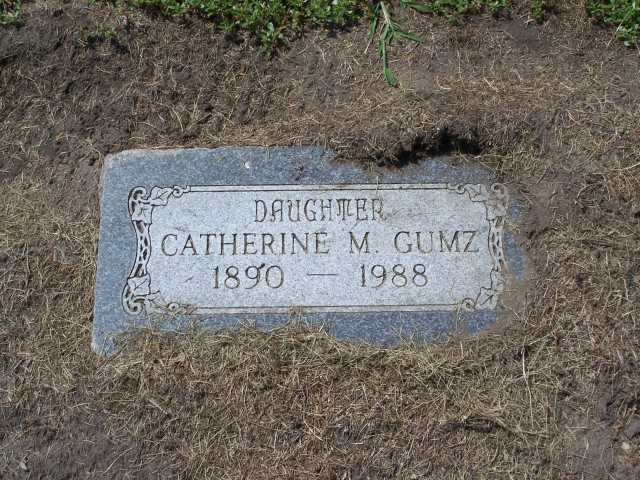 DAUGHTER
CATHERINE M. GUMZ
1890 — 1988